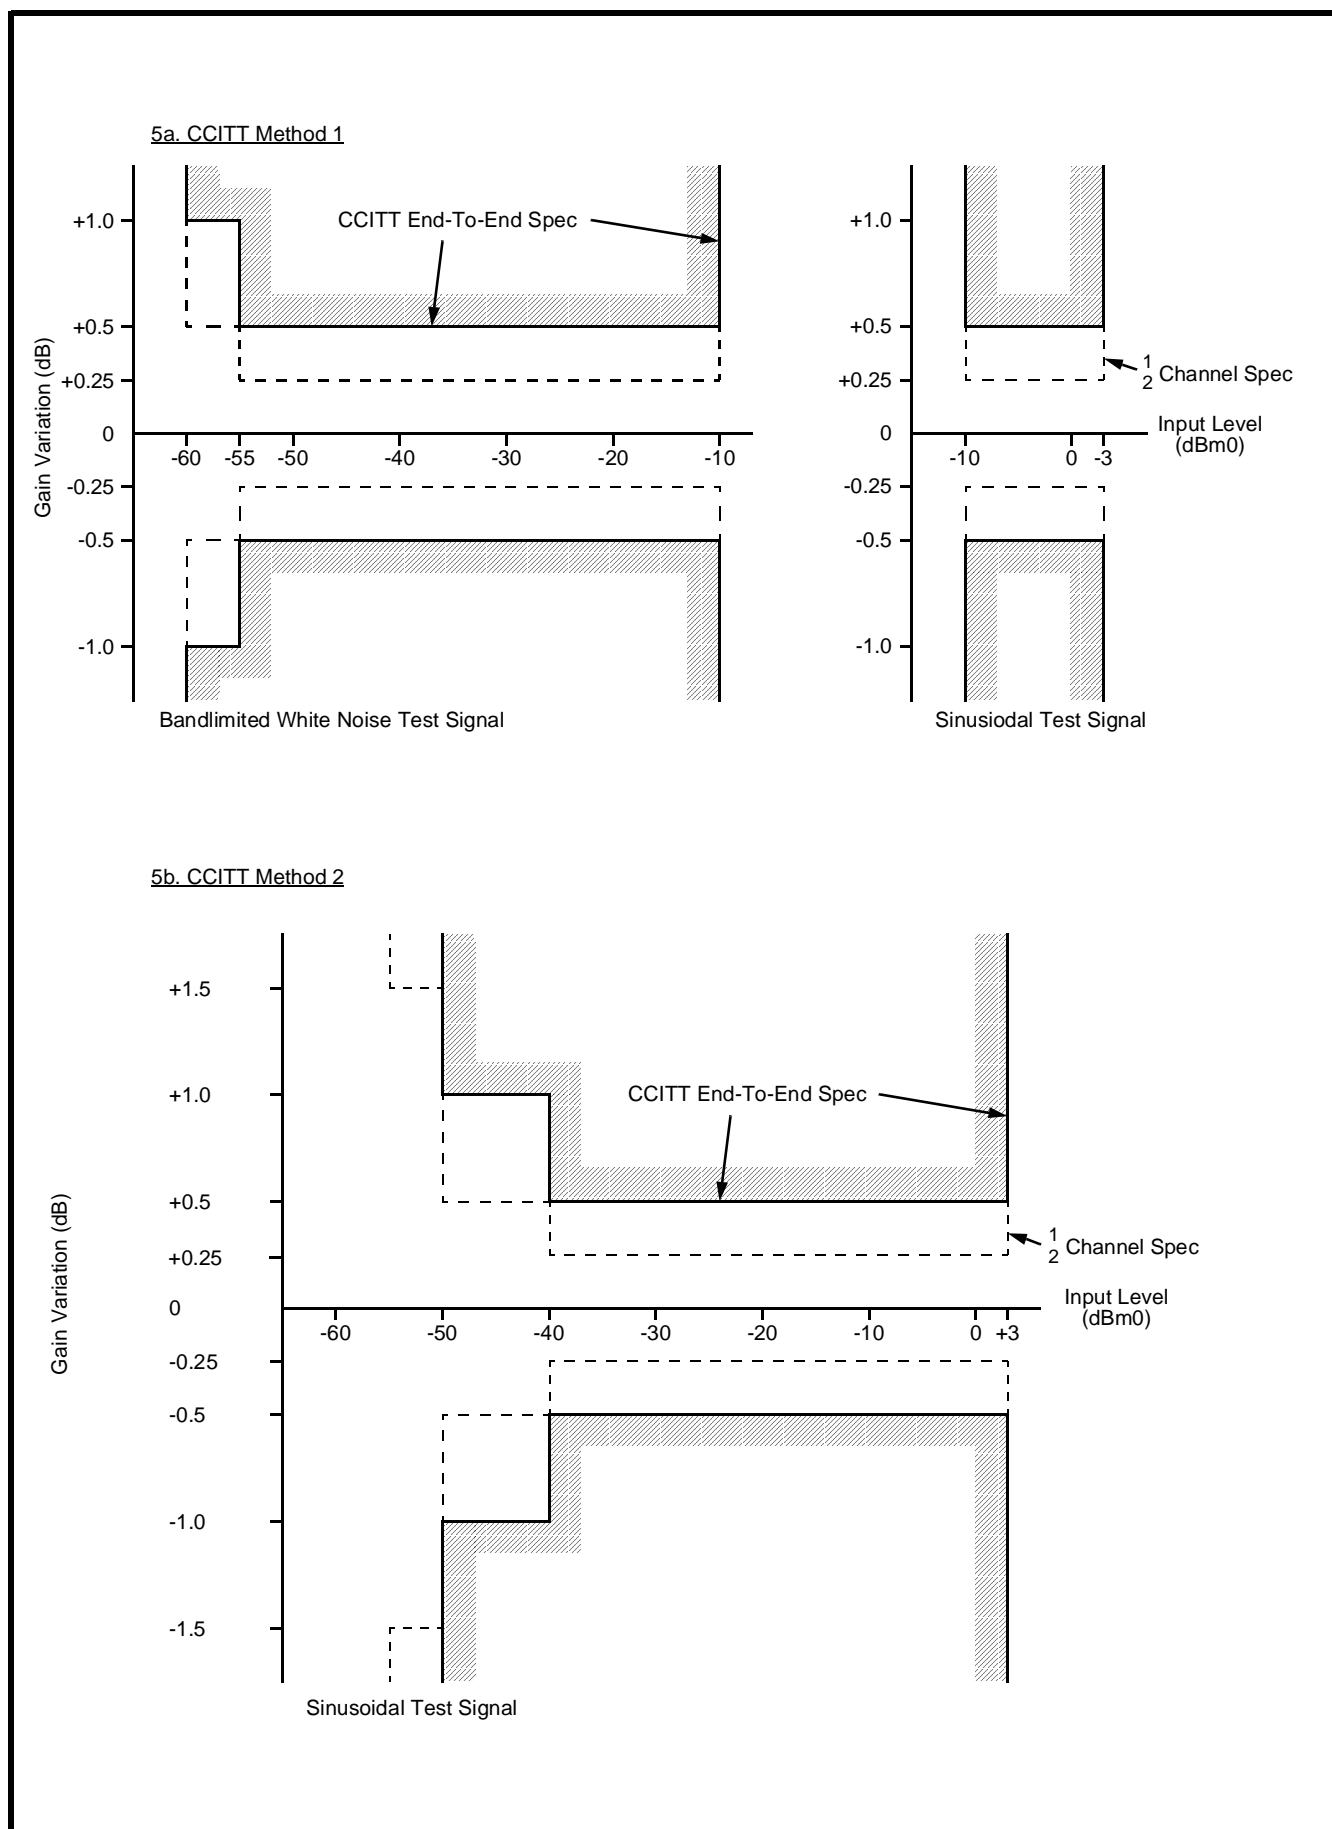 5a. CCITT Method 1
CCITT End-To-End Spec
+1.0
+0.5
+0.25
0
-0.25
-0.5
-1.0
Gain Variation (dB)
-60 -55 -50 -40 -30 -20 -10
Bandlimited White Noise Test Signal
+1.0
+0.5
+0.25
0
-0.25
-0.5
-1.0
1/2 Channel Spec
Input Level
(dBm0)
-10 0 -3
Sinusiodal Test Signal
5b. CCITT Method 2
+1.5
+1.0
+0.5
+0.25
0
-0.25
-0.5
-1.0
-1.5
Gain Variation (dB)
CCITT End-To-End Spec
1/2 Channel Spec
Input Level
(dBm0)
-60 -50 -40 -30 -20 -10 0 +3
Sinusoidal Test Signal